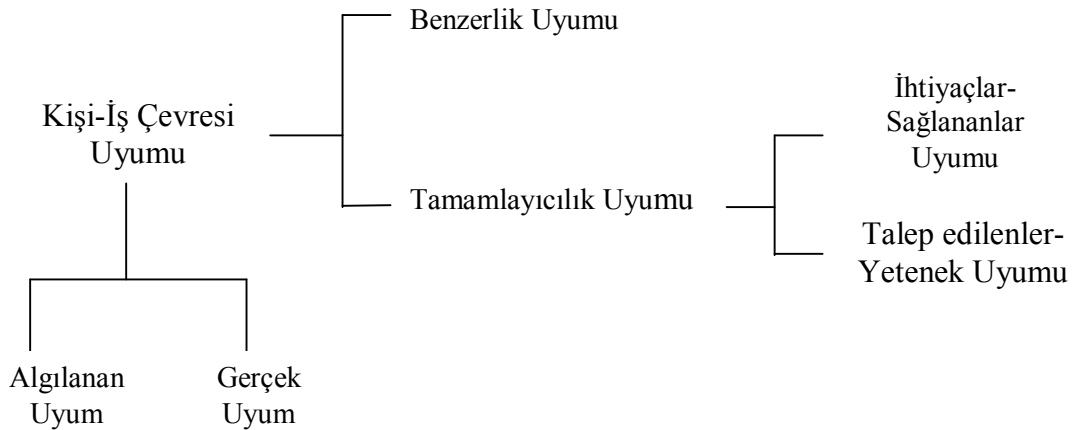 Benzerlik Uyumu
Kişi-İş Çevresi
Uyumu
Tamamlayıcılık Uyumu
İhtiyaçlar-
Sağlananlar
Uyumu
Talep edilenler-
Yetenek Uyumu
Algılanan
Uyum
Gerçek
Uyum